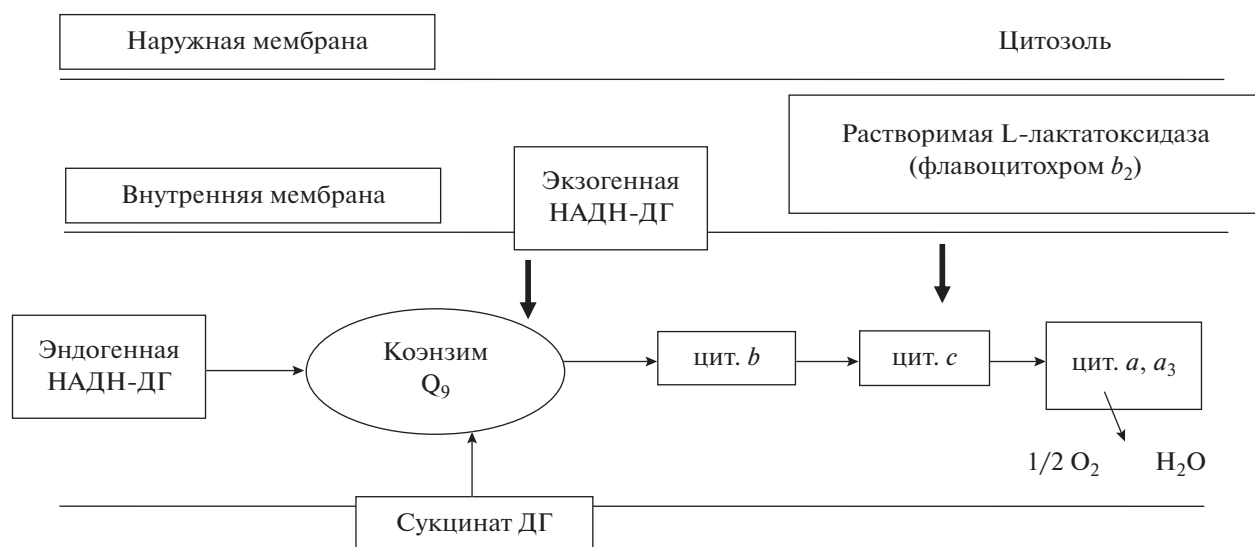 Наружная мембрана
Цитозоль
Растворимая L-лактатоксидаза
(флавоцитохром b₂)
Экзогенная
НАДН-ДГ
Внутренняя мембрана
Эндогенная
НАДН-ДГ
Коэнзим
Q₉
цит. b
цит. c
цит. a, a₃
1/2 O₂
H₂O
Сукцинат ДГ